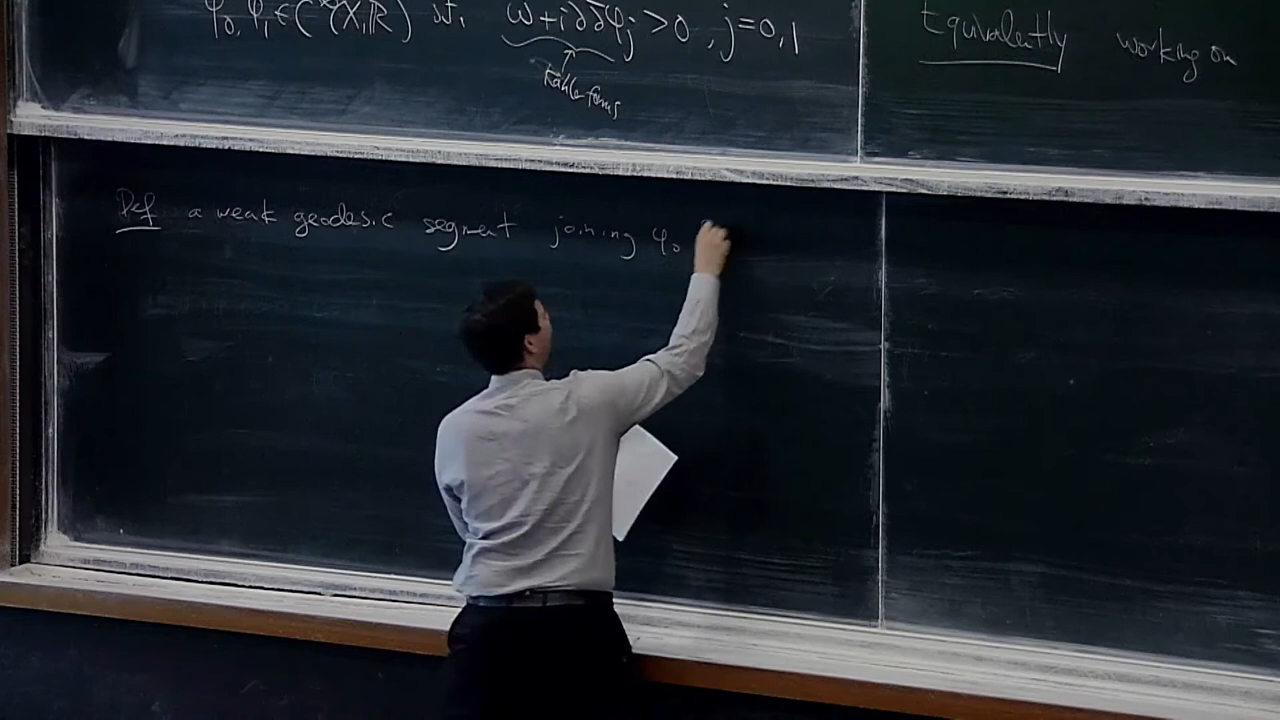 φ₀, φ₁ ∈ C^∞(X, ℝ) s.t. ω + i∂∂̄φⱼ > 0, j = 0, 1
Kähler forms
Equivalently working on
Def a weak geodesic segment joining φ₀